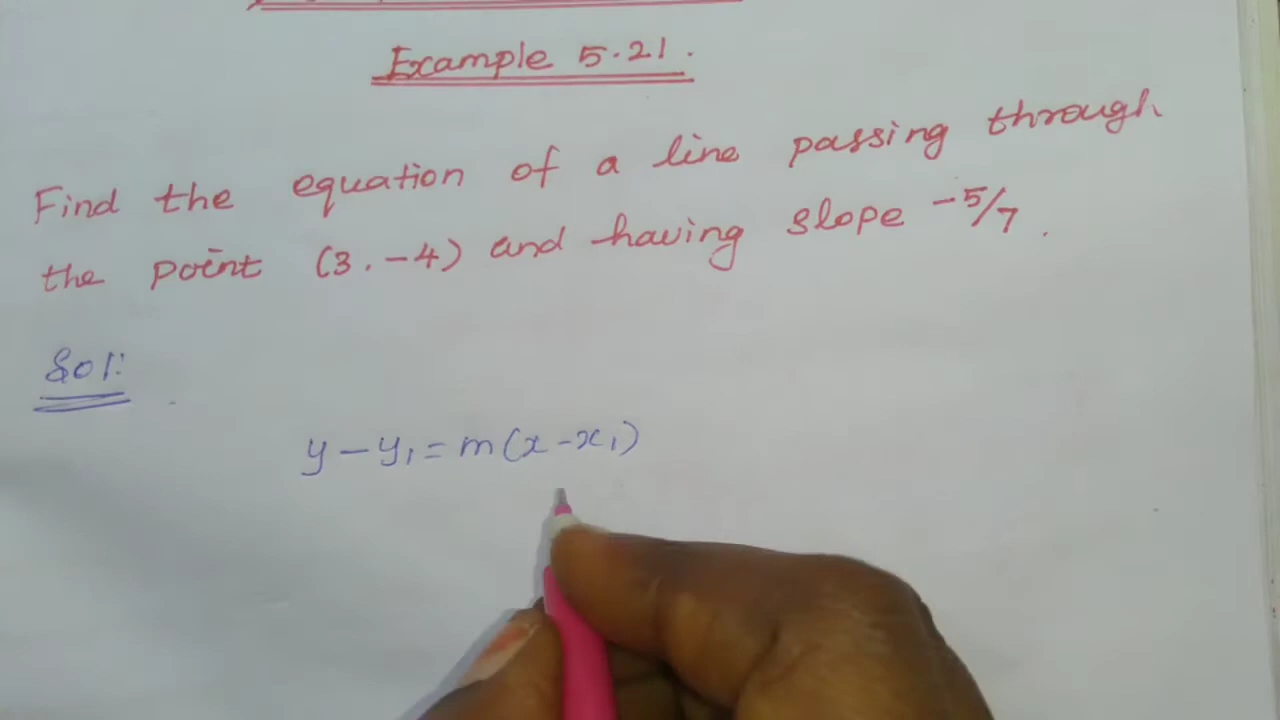 Example 5.21.
Find the equation of a line passing through
the point (3.-4) and having slope -5/7.
Sol:
y-y₁=m(x-x₁)